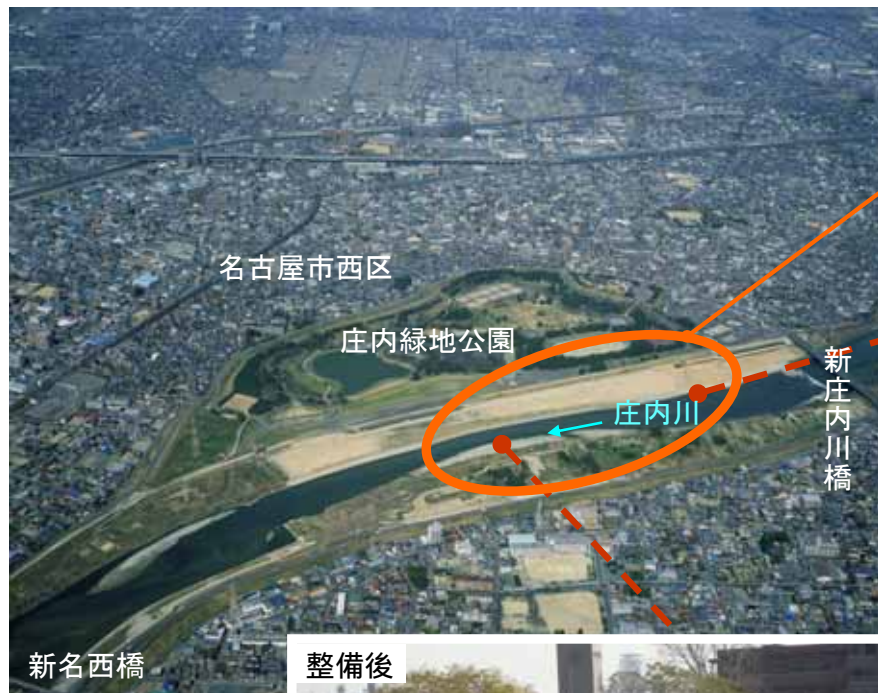 名古屋市西区
庄内緑地公園
新庄内川橋
庄内川
新名西橋
整備後